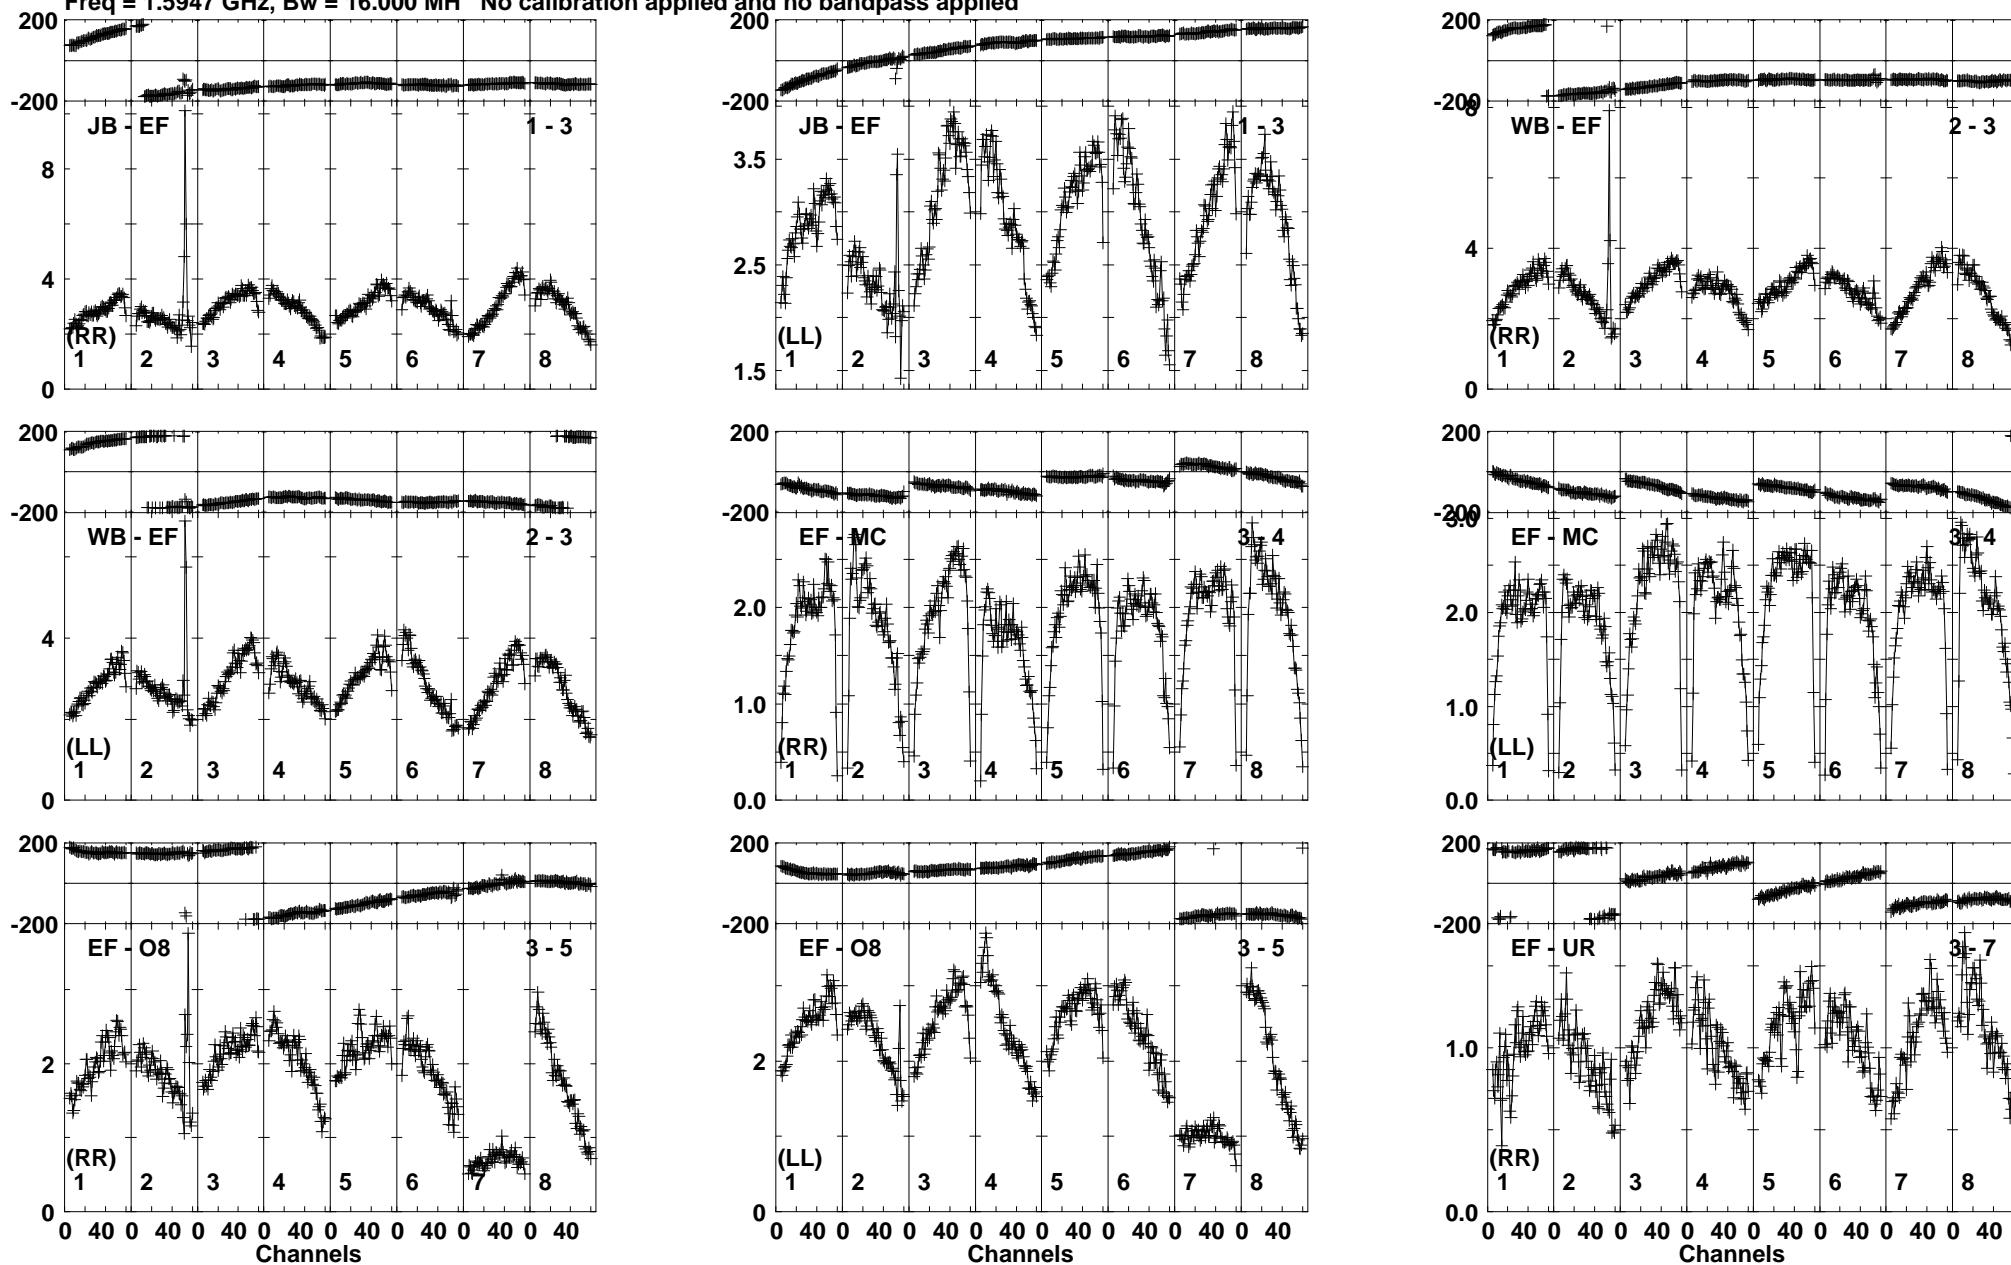 Freq = 1.5947 GHz, Bw = 16.000 MH No calibration applied and no bandpass applied
200 200 200
-200 -200 -200
JB - EF 1 - 3 JB - EF 1 - 3 WB - EF 2 - 3
8
8 3.5
4 2.5 4
(RR) (LL) (RR)
1 2 3 4 5 6 7 8 1 2 3 4 5 6 7 8 1 2 3 4 5 6 7 8
0 1.5 0
200 200 200
-200 -200 -200
3.0
WB - EF 2 - 3 EF - MC 3 - 4 EF - MC 3 - 4
4 2.0 2.0
1.0 1.0
(LL) (RR) (LL)
1 2 3 4 5 6 7 8 1 2 3 4 5 6 7 8 1 2 3 4 5 6 7 8
0 0.0 0.0
200 200 200
-200 -200 -200
EF - O8 3 - 5 EF - O8 3 - 5 EF - UR 3 - 7
2 2 1.0
(RR) (LL) (RR)
1 2 3 4 5 6 7 8 1 2 3 4 5 6 7 8 1 2 3 4 5 6 7 8
0 0 0.0
0 40 0 40 0 40 0 40 0 40 0 40 0 40 0 40 0 40 0 40 0 40 0 40 0 40 0 40 0 40 0 40 0 40 0 40 0 40 0 40 0 40 0 40 0 40 0 40
Channels Channels Channels